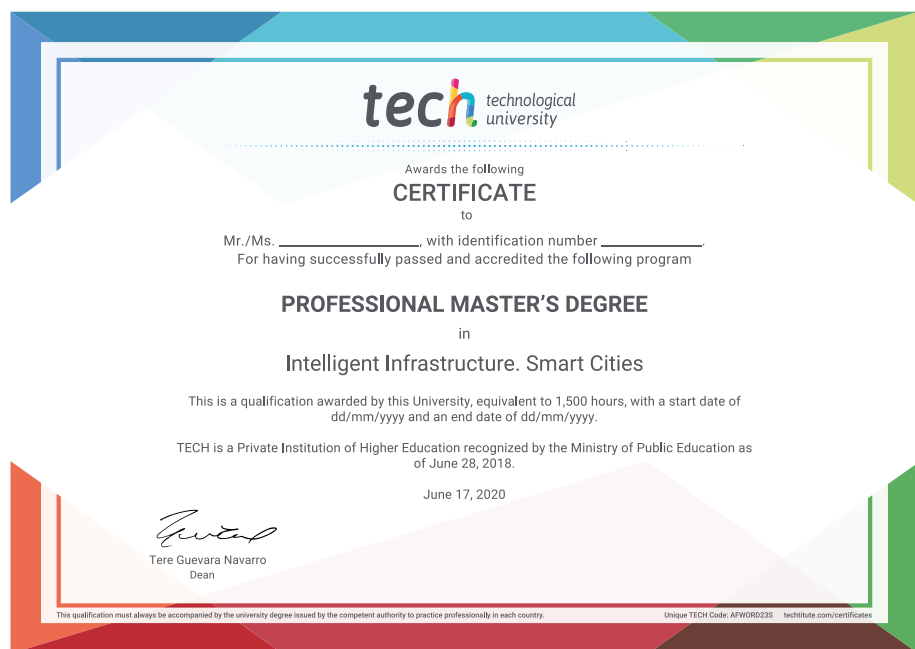 tech technological
university
Awards the following
CERTIFICATE
to
Mr./Ms. ____________________, with identification number ______________.
For having successfully passed and accredited the following program
PROFESSIONAL MASTER'S DEGREE
in
Intelligent Infrastructure. Smart Cities
This is a qualification awarded by this University, equivalent to 1,500 hours, with a start date of
dd/mm/yyyy and an end date of dd/mm/yyyy.
TECH is a Private Institution of Higher Education recognized by the Ministry of Public Education as
of June 28, 2018.
June 17, 2020
Tere Guevara Navarro
Dean
This qualification must always be accompanied by the university degree issued by the competent authority to practice professionally in each country. Unique TECH Code: AFWORD23S techtitute.com/certificates